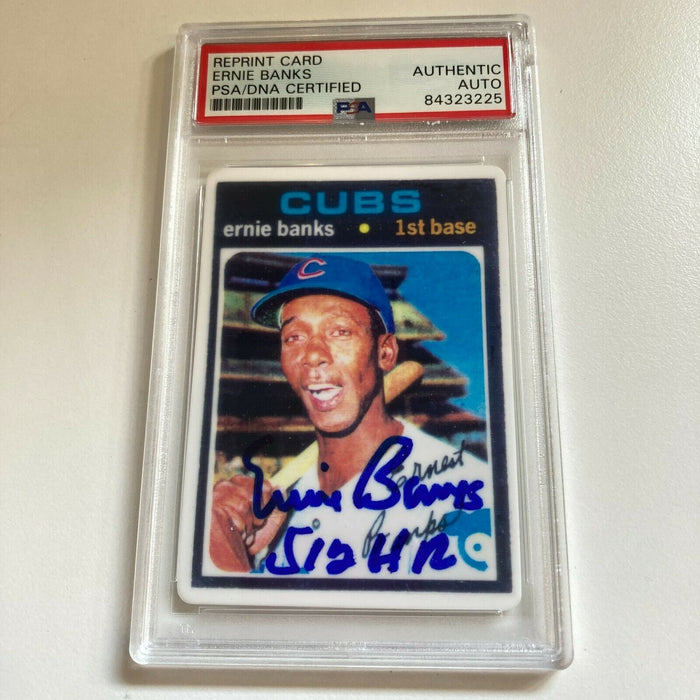 REPRINT CARD
ERNIE BANKS
PSA/DNA CERTIFIED
AUTHENTIC
AUTO
84323225
PSA
CUBS
ernie banks • 1st base
C
Ernest
Banks
Ernie Banks
512 HR